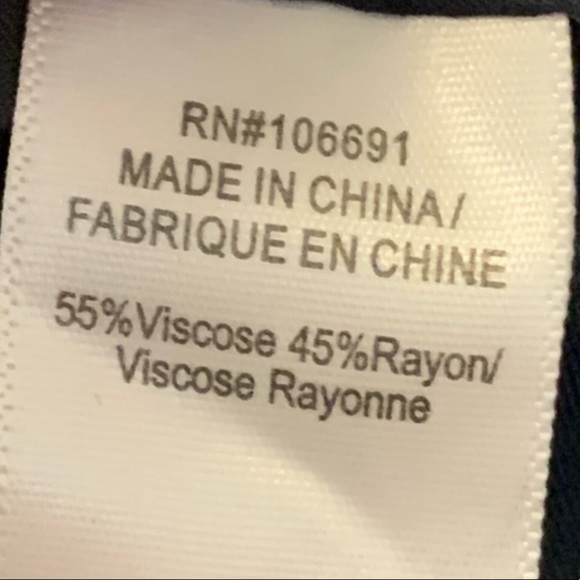 RN#106691
MADE IN CHINA/
FABRIQUE EN CHINE
55%Viscose 45%Rayon/
Viscose Rayonne